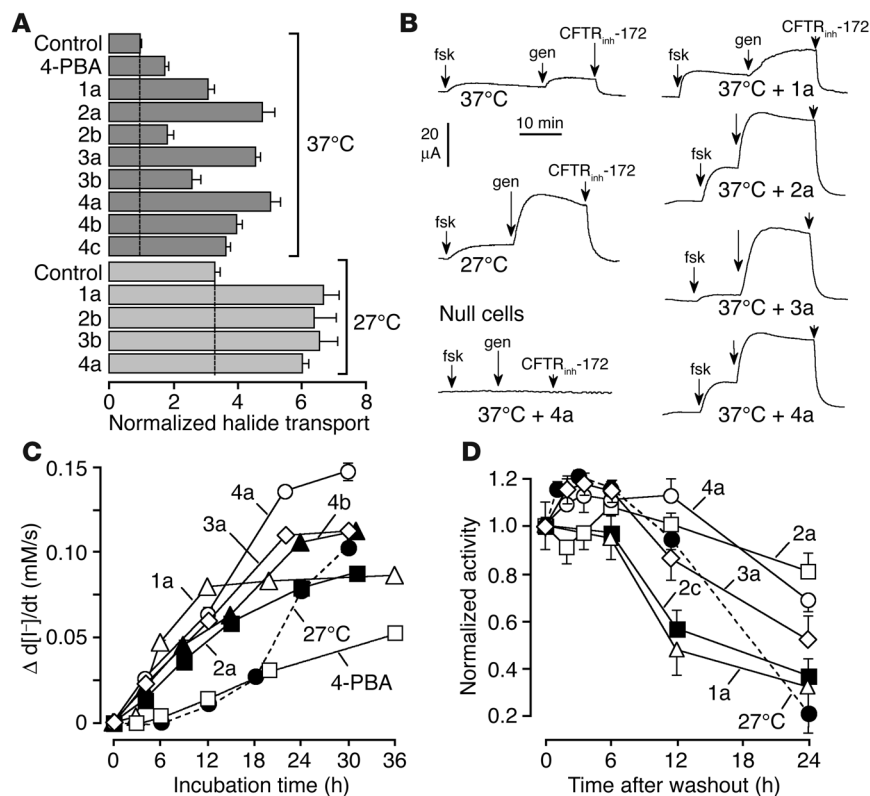 A
Control
4-PBA
1a
2a
2b
3a
3b
4a
4b
4c
37°C
Control
1a
2b
3b
4a
27°C
0 2 4 6 8
Normalized halide transport
B
fsk
gen
CFTRinh-172
37°C
20
µA
10 min
fsk
gen
CFTRinh-172
27°C
Null cells
fsk
gen
CFTRinh-172
37°C + 4a
fsk
gen
CFTRinh-172
37°C + 1a
fsk
37°C + 2a
fsk
37°C + 3a
fsk
37°C + 4a
C
Δ d[I-]/dt (mM/s)
0.15
0.10
0.05
0
4a
3a
4b
1a
2a
27°C
4-PBA
0 6 12 18 24 30 36
Incubation time (h)
D
Normalized activity
1.2
1.0
0.8
0.6
0.4
0.2
4a
2a
3a
2c
1a
27°C
0 6 12 18 24
Time after washout (h)